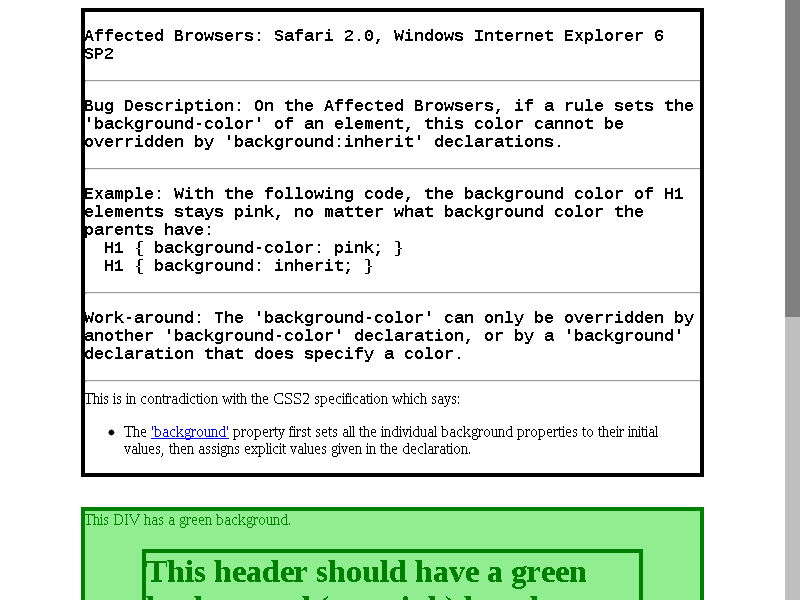 Affected Browsers: Safari 2.0, Windows Internet Explorer 6
SP2
Bug Description: On the Affected Browsers, if a rule sets the
'background-color' of an element, this color cannot be
overridden by 'background:inherit' declarations.
Example: With the following code, the background color of H1
elements stays pink, no matter what background color the
parents have:
H1 { background-color: pink; }
H1 { background: inherit; }
Work-around: The 'background-color' can only be overridden by
another 'background-color' declaration, or by a 'background'
declaration that does specify a color.
This is in contradiction with the CSS2 specification which says:
• The 'background' property first sets all the individual background properties to their initial
values, then assigns explicit values given in the declaration.
This DIV has a green background.
This header should have a green